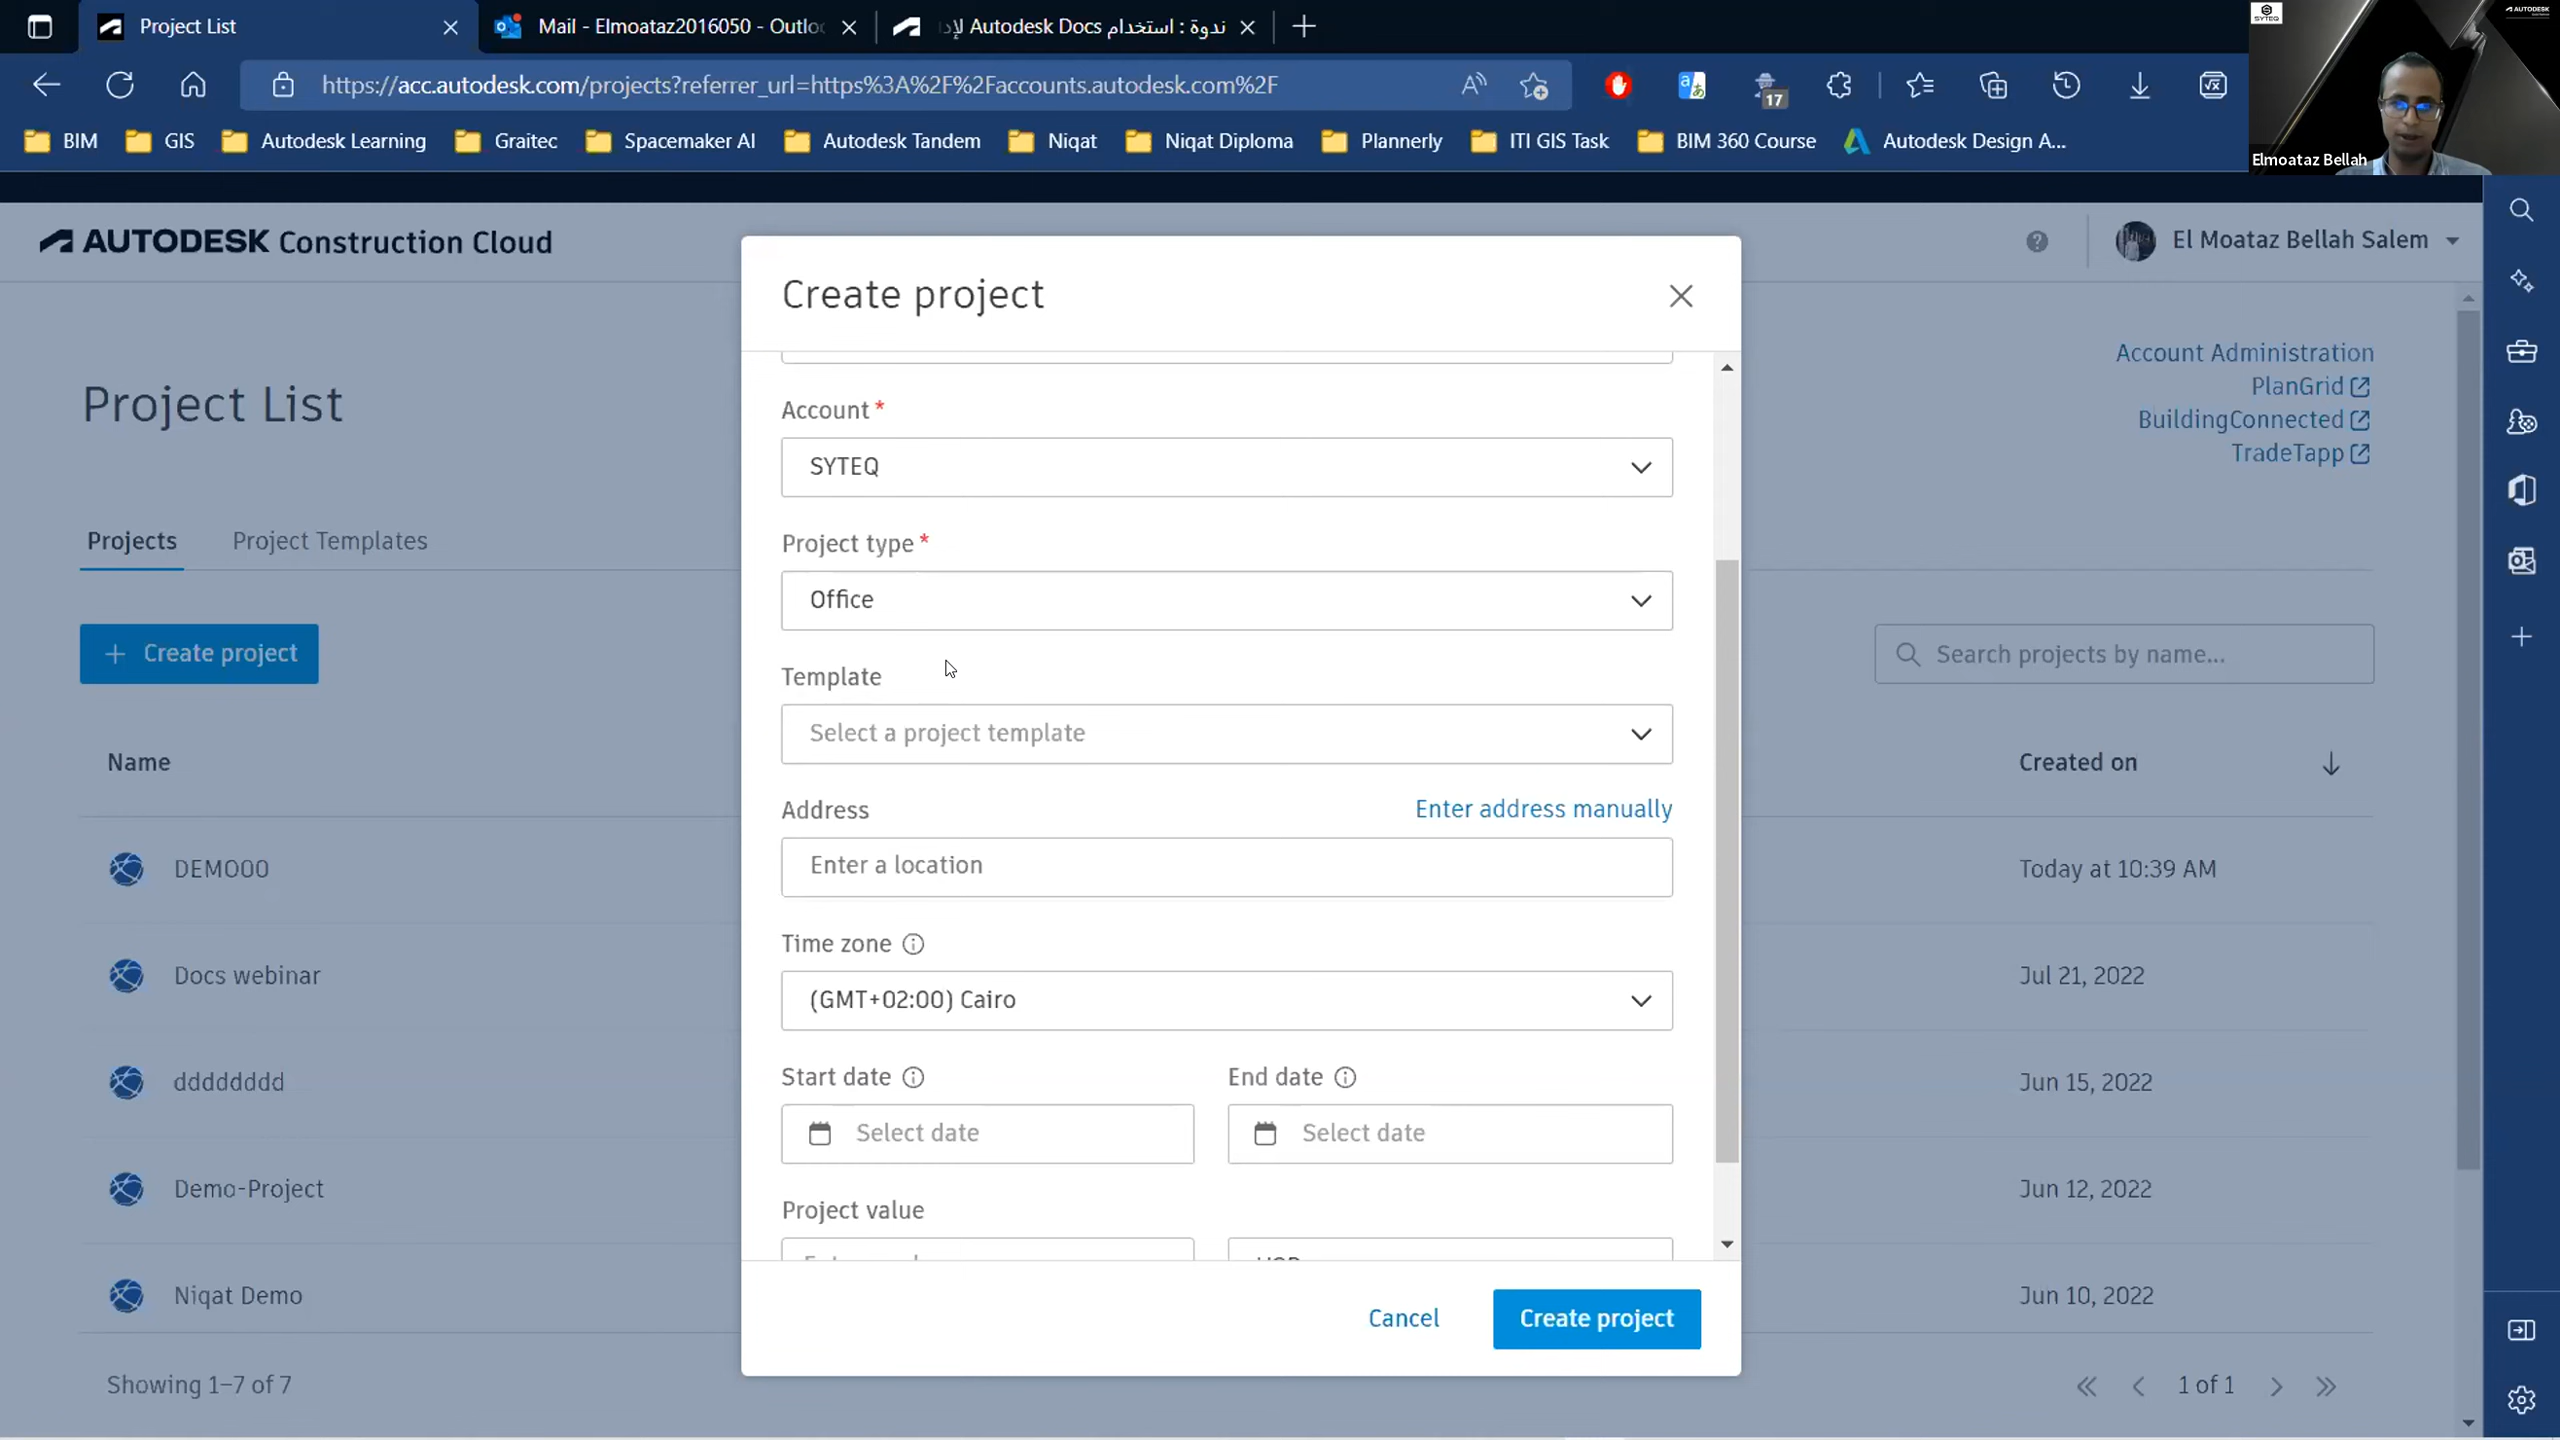 Project List
Mail - Elmoataz2016050 - Outlo
ندوة : استخدام Autodesk Docs لإد
https://acc.autodesk.com/projects?referrer_url=https%3A%2F%2Faccounts.autodesk.com%2F
17
BIM
GIS
Autodesk Learning
Graitec
Spacemaker AI
Autodesk Tandem
Niqat
Niqat Diploma
Plannerly
ITI GIS Task
BIM 360 Course
Autodesk Design A...
SYTEQ
AUTODESK
Elmoataz Bellah
AUTODESK Construction Cloud
El Moataz Bellah Salem
Project List
Account Administration
PlanGrid
BuildingConnected
TradeTapp
Projects
Project Templates
Create project
Search projects by name...
Name
Created on
DEMO00
Today at 10:39 AM
Docs webinar
Jul 21, 2022
dddddddd
Jun 15, 2022
Demo-Project
Jun 12, 2022
Niqat Demo
Jun 10, 2022
Showing 1–7 of 7
1 of 1
Create project
Account *
SYTEQ
Project type *
Office
Template
Select a project template
Address
Enter address manually
Enter a location
Time zone
(GMT+02:00) Cairo
Start date
End date
Select date
Select date
Project value
Cancel
Create project